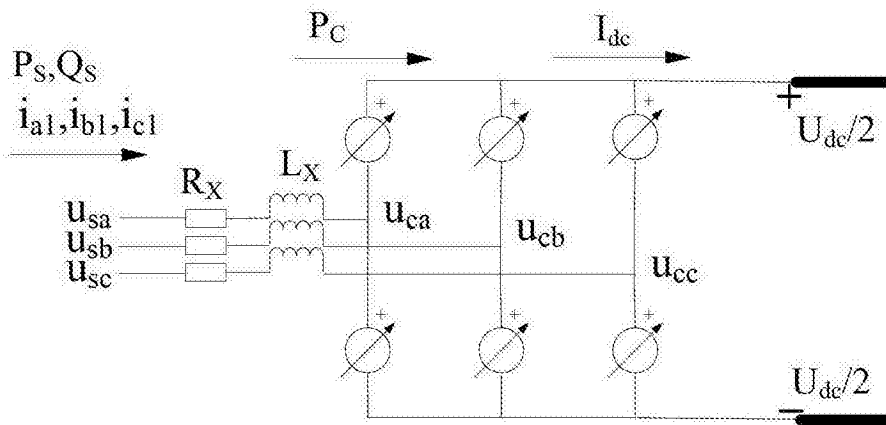 P_C
I_dc
P_S,Q_S
i_a1,i_b1,i_c1
+
+
+
+
U_dc/2
R_X
L_X
u_sa
u_sb
u_sc
u_ca
u_cb
u_cc
+
+
+
U_dc/2
−